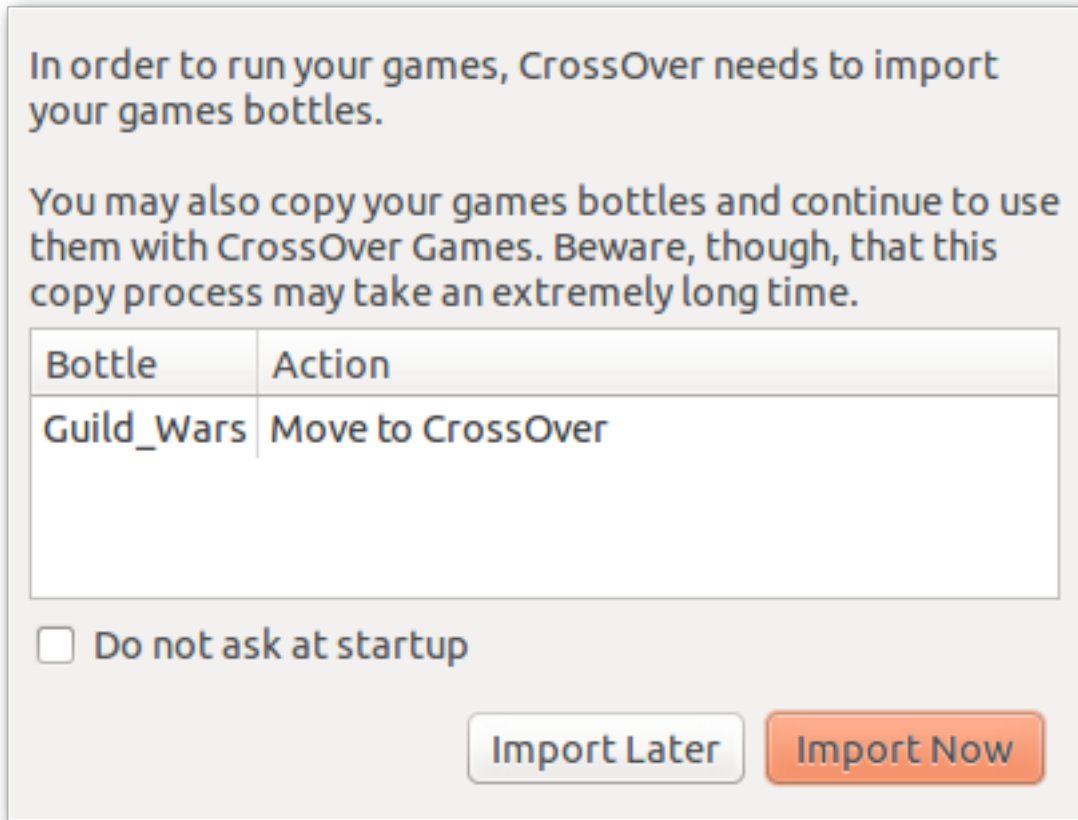 In order to run your games, CrossOver needs to import
your games bottles.
You may also copy your games bottles and continue to use
them with CrossOver Games. Beware, though, that this
copy process may take an extremely long time.
Bottle Action
Guild_Wars Move to CrossOver
Do not ask at startup
Import Later Import Now